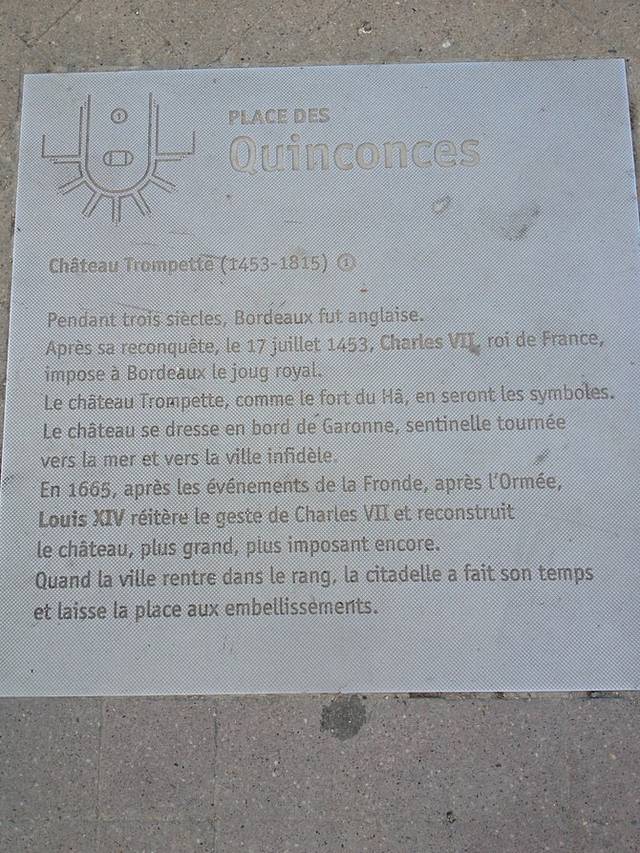 ①
PLACE DES
Quinconces
Château Trompette (1453-1815) ①
Pendant trois siècles, Bordeaux fut anglaise.
Après sa reconquête, le 17 juillet 1453, Charles VII, roi de France,
impose à Bordeaux le joug royal.
Le château Trompette, comme le fort du Hâ, en seront les symboles.
Le château se dresse en bord de Garonne, sentinelle tournée
vers la mer et vers la ville infidèle.
En 1665, après les événements de la Fronde, après l'Ormée,
Louis XIV réitère le geste de Charles VII et reconstruit
le château, plus grand, plus imposant encore.
Quand la ville rentre dans le rang, la citadelle a fait son temps
et laisse la place aux embellissements.